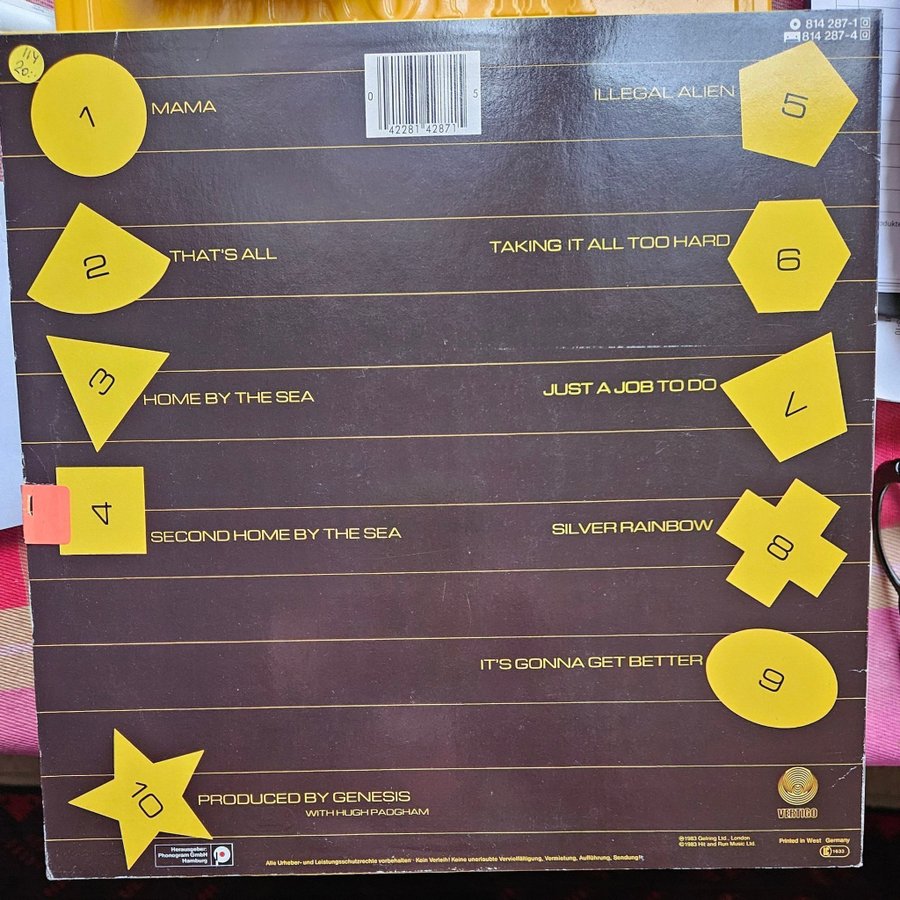 814 287-1
814 287-4
114
20.-
1
MAMA
0
42281 42871
5
ILLEGAL ALIEN
5
2
THAT'S ALL
TAKING IT ALL TOO HARD
6
3
HOME BY THE SEA
JUST A JOB TO DO
7
4
SECOND HOME BY THE SEA
SILVER RAINBOW
8
IT'S GONNA GET BETTER
9
10
PRODUCED BY GENESIS
WITH HUGH PADGHAM
VERTIGO
Herausgeber:
Phonogram GmbH
Hamburg
Alle Urheber- und Leistungsschutzrechte vorbehalten · Kein Verleih! Keine unerlaubte Vervielfältigung, Vermietung, Aufführung, Sendung!
℗1983 Gelring Ltd., London
©1983 Hit and Run Music Ltd.
Printed in West Germany
1633